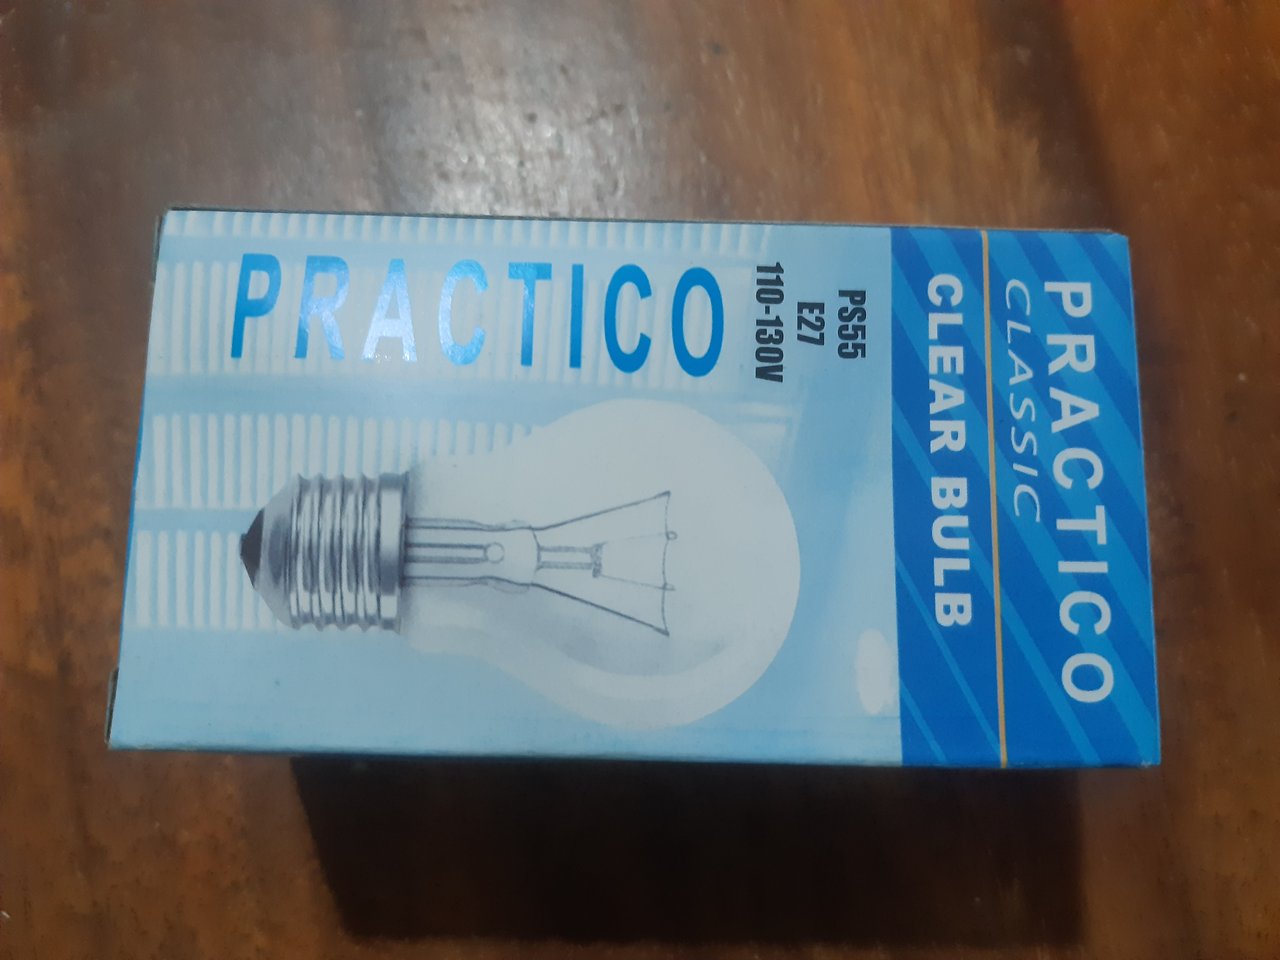 PRACTICO
CLASSIC
CLEAR BULB
PS55
E27
110-130V
PRACTICO